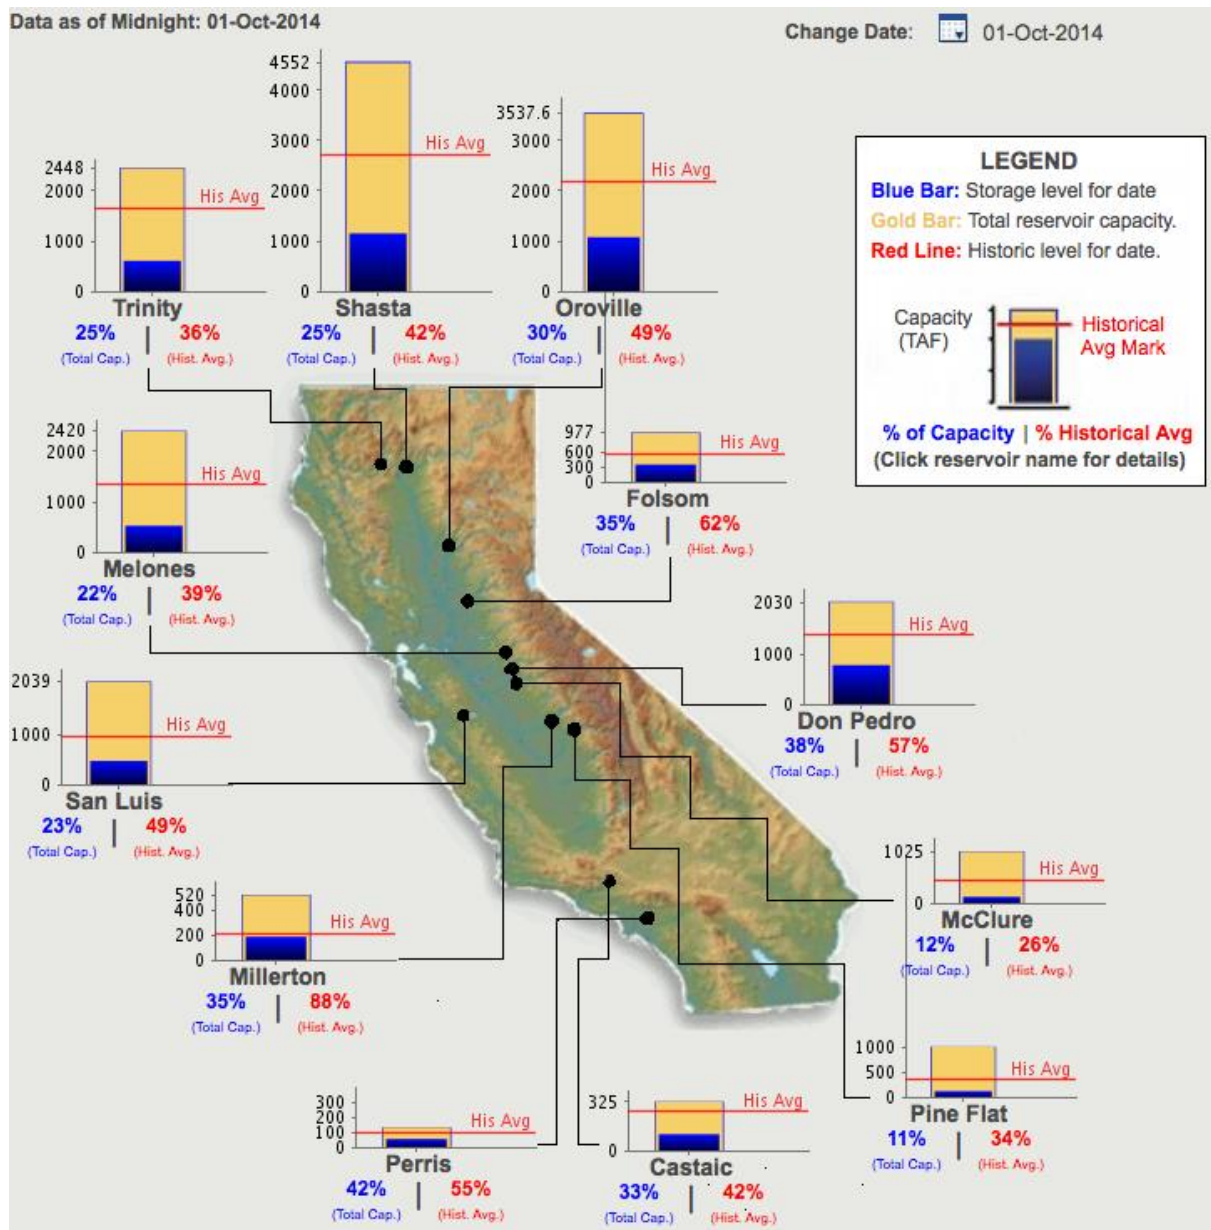 Data as of Midnight: 01-Oct-2014
Change Date: 01-Oct-2014
4552
4000
3000
2000
1000
0
His Avg
Shasta
25% | 42%
(Total Cap.) (Hist. Avg.)
3537.6
3000
2000
1000
0
His Avg
Oroville
30% | 49%
(Total Cap.) (Hist. Avg.)
2448
2000
1000
0
His Avg
Trinity
25% | 36%
(Total Cap.) (Hist. Avg.)
LEGEND
Blue Bar: Storage level for date
Gold Bar: Total reservoir capacity.
Red Line: Historic level for date.
Capacity
(TAF)
Historical
Avg Mark
% of Capacity | % Historical Avg
(Click reservoir name for details)
2420
2000
1000
0
His Avg
Melones
22% | 39%
(Total Cap.) (Hist. Avg.)
977
600
300
0
His Avg
Folsom
35% | 62%
(Total Cap.) (Hist. Avg.)
2030
1000
0
His Avg
Don Pedro
38% | 57%
(Total Cap.) (Hist. Avg.)
2039
1000
0
His Avg
San Luis
23% | 49%
(Total Cap.) (Hist. Avg.)
1025
0
His Avg
McClure
12% | 26%
(Total Cap.) (Hist. Avg.)
520
400
200
0
His Avg
Millerton
35% | 88%
(Total Cap.) (Hist. Avg.)
1000
500
0
His Avg
Pine Flat
11% | 34%
(Total Cap.) (Hist. Avg.)
300
200
100
0
His Avg
Perris
42% | 55%
(Total Cap.) (Hist. Avg.)
325
0
His Avg
Castaic
33% | 42%
(Total Cap.) (Hist. Avg.)